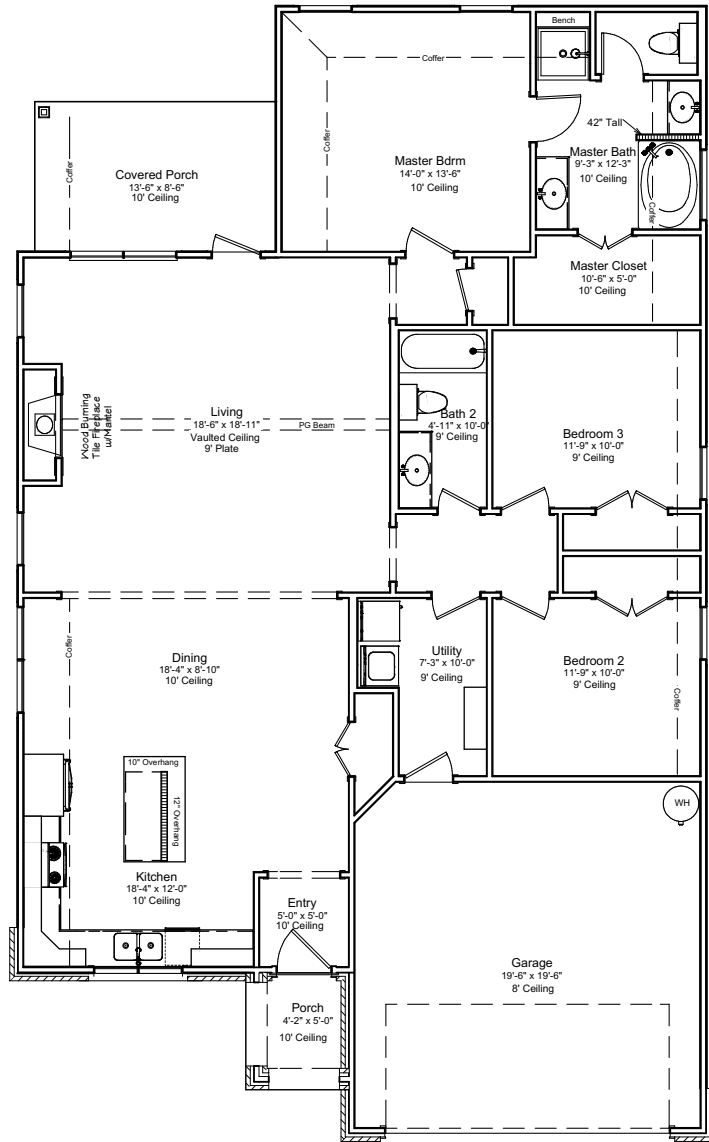 Bench
Coffer
42" Tall
Coffer
Master Bdrm
14'-0" x 13'-6"
10' Ceiling
Master Bath
9'-3" x 12'-3"
10' Ceiling
Coffer
Coffer
Covered Porch
13'-6" x 8'-6"
10' Ceiling
Master Closet
10'-6" x 5'-0"
10' Ceiling
Wood Burning
Tile Fireplace
w/Mantel
Living
18'-6" x 18'-11"
Vaulted Ceiling
9' Plate
PG Beam
Bath 2
4'-11" x 10'-0"
9' Ceiling
Bedroom 3
11'-9" x 10'-0"
9' Ceiling
Coffer
Dining
18'-4" x 8'-10"
10' Ceiling
Utility
7'-3" x 10'-0"
9' Ceiling
Bedroom 2
11'-9" x 10'-0"
9' Ceiling
Coffer
10" Overhang
12" Overhang
WH
Kitchen
18'-4" x 12'-0"
10' Ceiling
Entry
5'-0" x 5'-0"
10' Ceiling
Garage
19'-6" x 19'-6"
8' Ceiling
Porch
4'-2" x 5'-0"
10' Ceiling